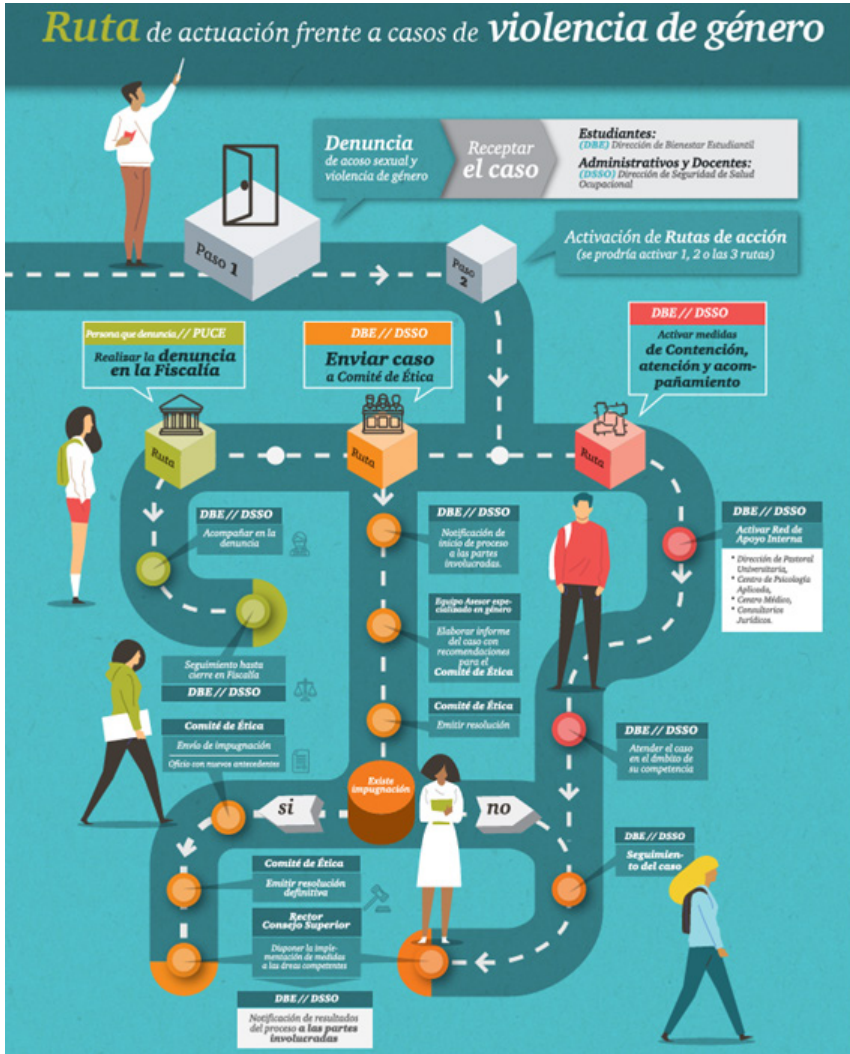 Ruta de actuación frente a casos de violencia de género
Denuncia
de acoso sexual y
violencia de género
Receptar
el caso
Estudiantes:
(DBE) Dirección de Bienestar Estudiantil
Administrativos y Docentes:
(DSSO) Dirección de Seguridad de Salud
Ocupacional
Paso 1
Paso
2
Activación de Rutas de acción
(se prodría activar 1, 2 o las 3 rutas)
Persona que denuncia // PUCE
Realizar la denuncia
en la Fiscalía
DBE // DSSO
Enviar caso
a Comité de Ética
DBE // DSSO
Activar medidas
de Contención,
atención y acom-
pañamiento
Ruta
Ruta
Ruta
DBE // DSSO
Acompañar en la
denuncia
Seguimiento hasta
cierre en Fiscalía
DBE // DSSO
DBE // DSSO
Notificación de
inicio de proceso
a las partes
involucradas.
Equipo Asesor espe-
cializado en género
Elaborar informe
del caso con
recomendaciones
para el
Comité de Ética
Comité de Ética
Emitir resolución
DBE // DSSO
Activar Red de
Apoyo Interna
• Dirección de Pastoral
Universitaria,
• Centro de Psicología
Aplicada,
• Cenro Médico,
• Consultorios
Jurídicos.
DBE // DSSO
Atender el caso
en el ámbito de
su competencia
DBE // DSSO
Seguimien-
to del caso
Existe
impugnación
si
no
Comité de Ética
Envío de impugnación
Oficio con nuevos antecedentes
Comité de Ética
Emitir resolución
definitiva
Rector
Consejo Superior
Disponer la imple-
mentación de medidas
a las áreas competentes
DBE // DSSO
Notificación de resultados
del proceso a las partes
involucradas